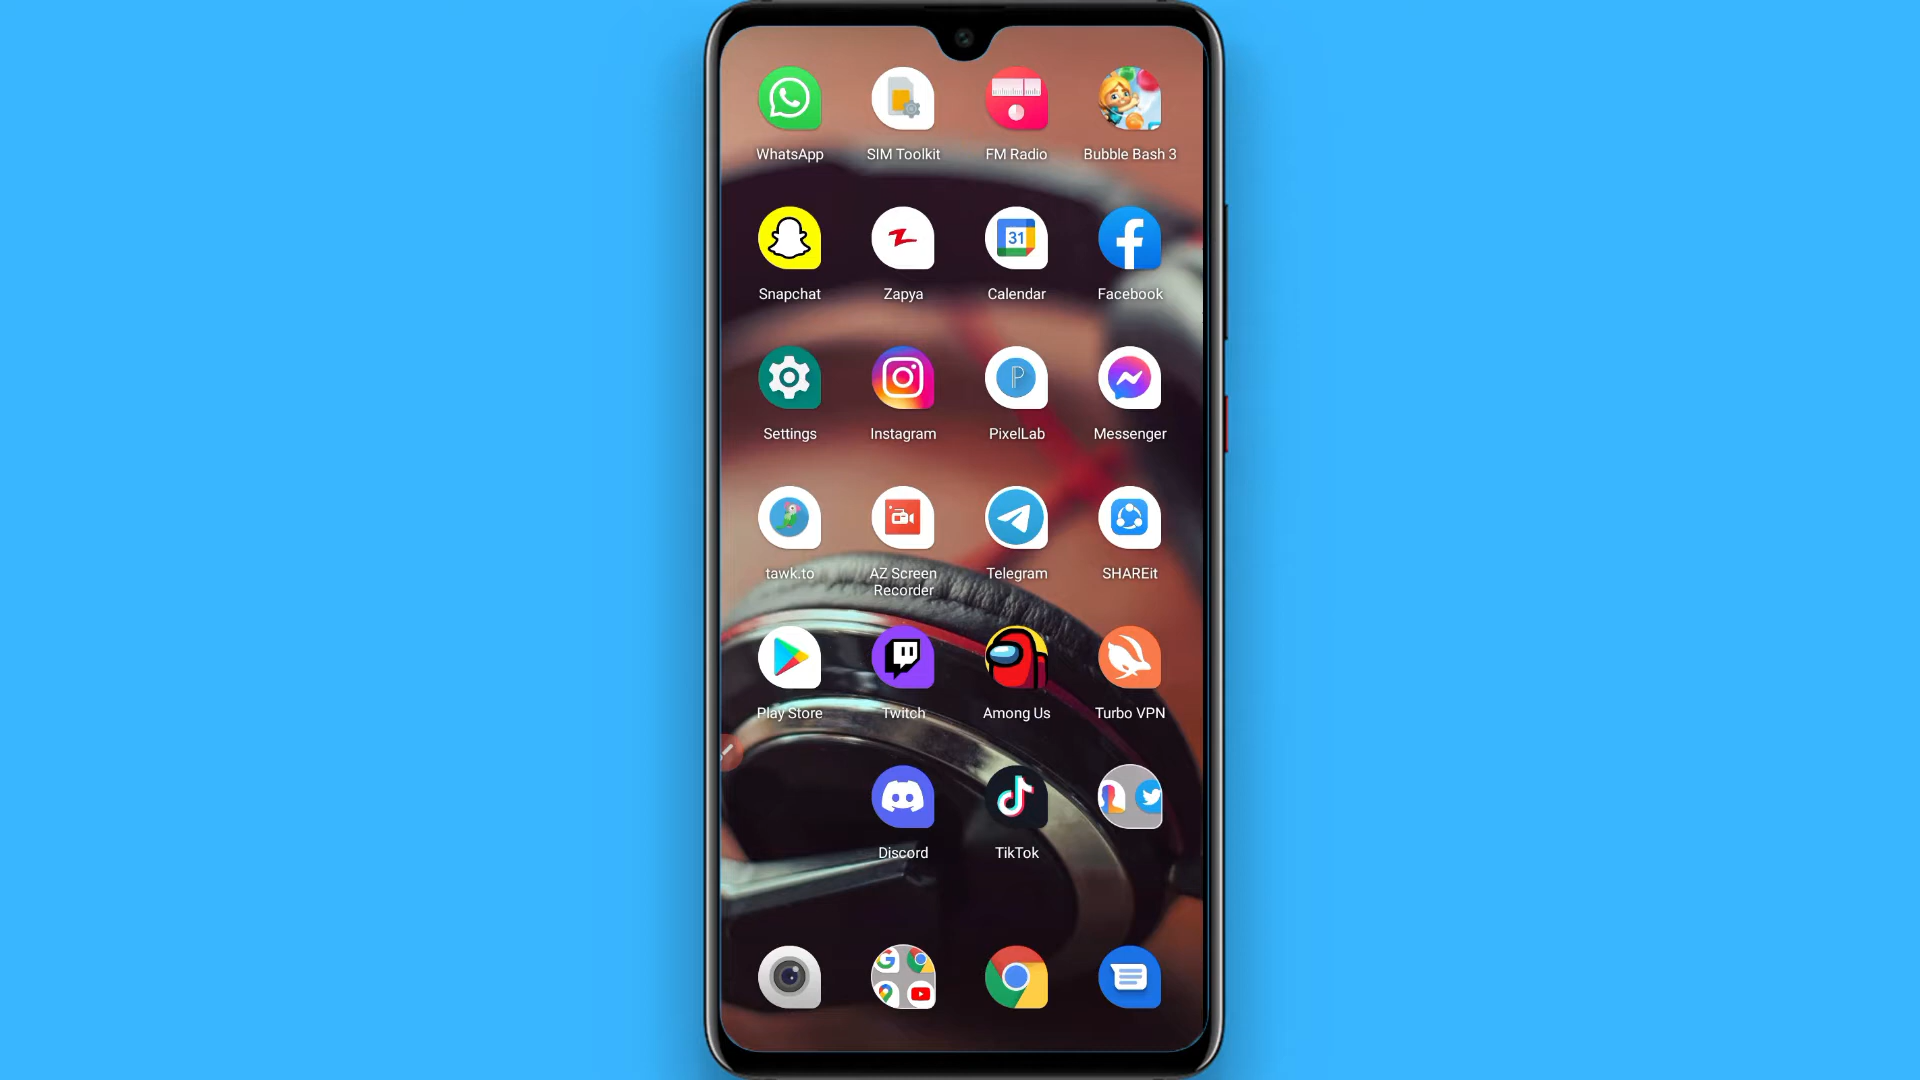 WhatsApp
SIM Toolkit
FM Radio
Bubble Bash 3
31
Snapchat
Zapya
Calendar
Facebook
P
Settings
Instagram
PixelLab
Messenger
tawk.to
AZ Screen
Recorder
Telegram
SHAREit
Play Store
Twitch
Among Us
Turbo VPN
Discord
TikTok